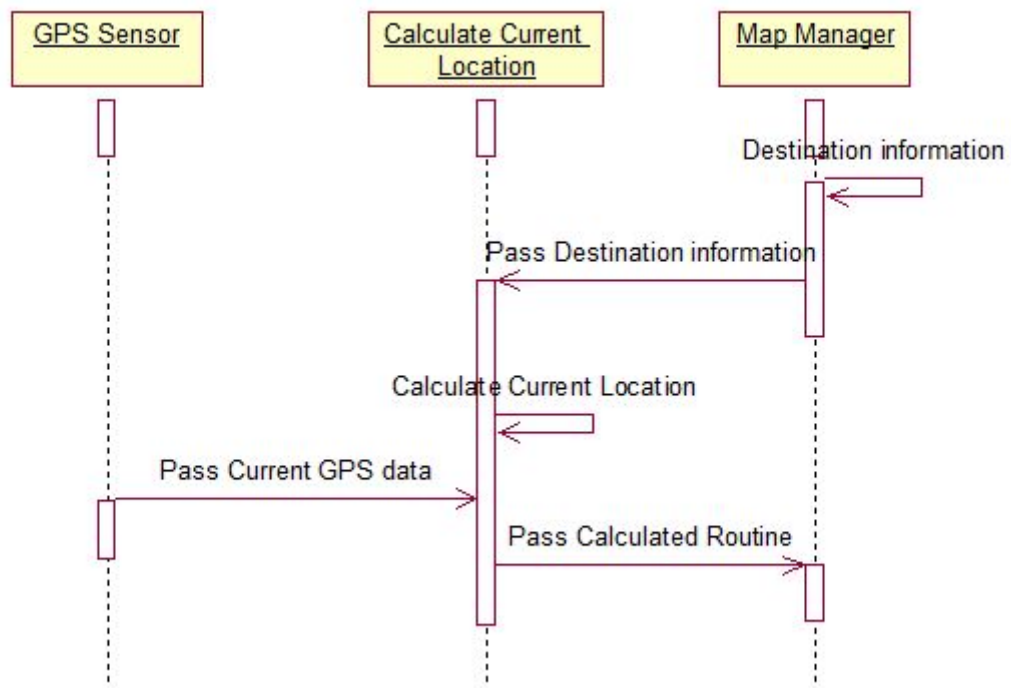 GPS Sensor
Calculate Current
Location
Map Manager
Destination information
Pass Destination information
Calculate Current Location
Pass Current GPS data
Pass Calculated Routine